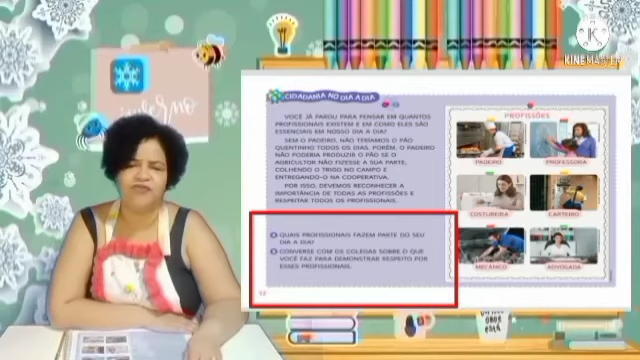 KINEMASTER
inverno
CIDADANIA NO DIA A DIA
VOCÊ JÁ PAROU PARA PENSAR EM QUANTOS
PROFISSIONAIS EXISTEM E EM COMO ELES SÃO
ESSENCIAIS EM NOSSO DIA A DIA?
SEM O PADEIRO, NÃO TERÍAMOS O PÃO
QUENTINHO TODOS OS DIAS. PORÉM, O PADEIRO
NÃO PODERIA PRODUZIR O PÃO SE O
AGRICULTOR NÃO FIZESSE A SUA PARTE,
COLHENDO O TRIGO NO CAMPO E
ENTREGANDO-O NA COOPERATIVA.
POR ISSO, DEVEMOS RECONHECER A
IMPORTÂNCIA DE TODAS AS PROFISSÕES E
RESPEITAR TODOS OS PROFISSIONAIS.
QUAIS PROFISSIONAIS FAZEM PARTE DO SEU
DIA A DIA?
CONVERSE COM OS COLEGAS SOBRE O QUE
VOCÊ FAZ PARA DEMONSTRAR RESPEITO POR
ESSES PROFISSIONAIS.
PROFISSÕES
PADEIRO
PROFESSORA
COSTUREIRA
CARTEIRO
MECÂNICO
ADVOGADA